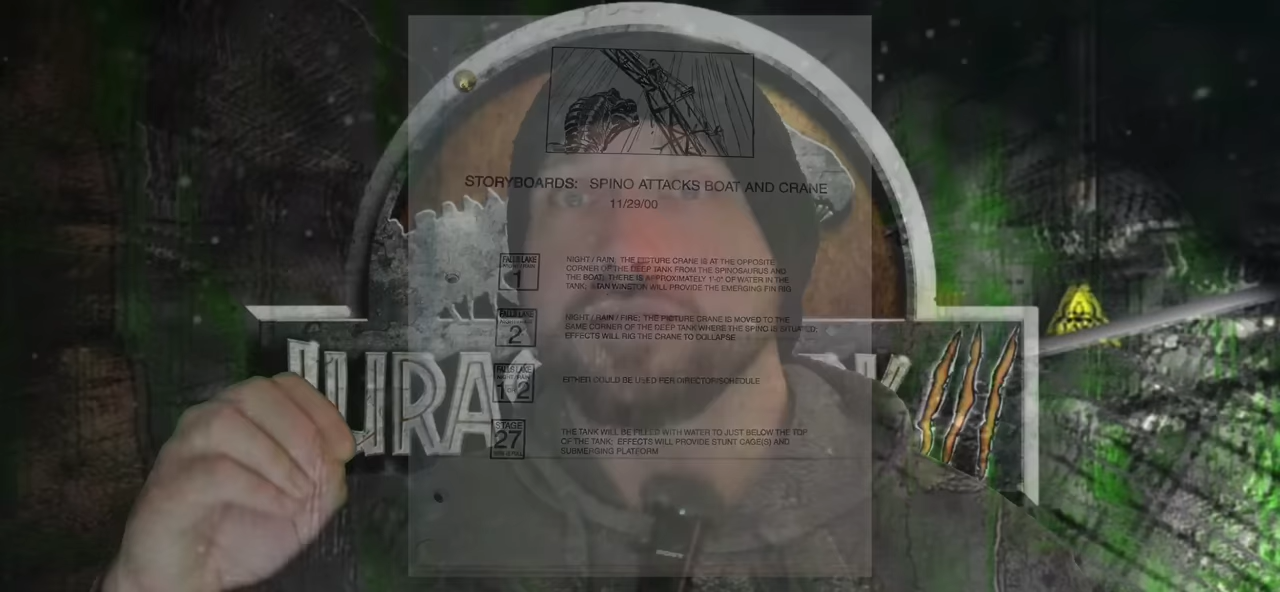 STORYBOARDS: SPINO ATTACKS BOAT AND CRANE
11/29/00
FALLS LAKE
1
NIGHT / RAIN: THE PICTURE CRANE IS AT THE OPPOSITE
CORNER OF THE DEEP TANK FROM THE SPINOSAURUS AND
THE BOAT; THERE IS APPROXIMATELY 1'-0" OF WATER IN THE
TANK; STAN WINSTON WILL PROVIDE THE EMERGING FIN RIG
FALLS LAKE
2
NIGHT / RAIN / FIRE: THE PICTURE CRANE IS MOVED TO THE
SAME CORNER OF THE DEEP TANK WHERE THE SPINO IS SITUATED;
EFFECTS WILL RIG THE CRANE TO COLLAPSE
FALLS LAKE
1 2
EITHER COULD BE USED PER DIRECTOR/SCHEDULE
STAGE
27
THE TANK WILL BE FILLED WITH WATER TO JUST BELOW THE TOP
OF THE TANK; EFFECTS WILL PROVIDE STUNT CAGE(S) AND
SUBMERGING PLATFORM
JURA